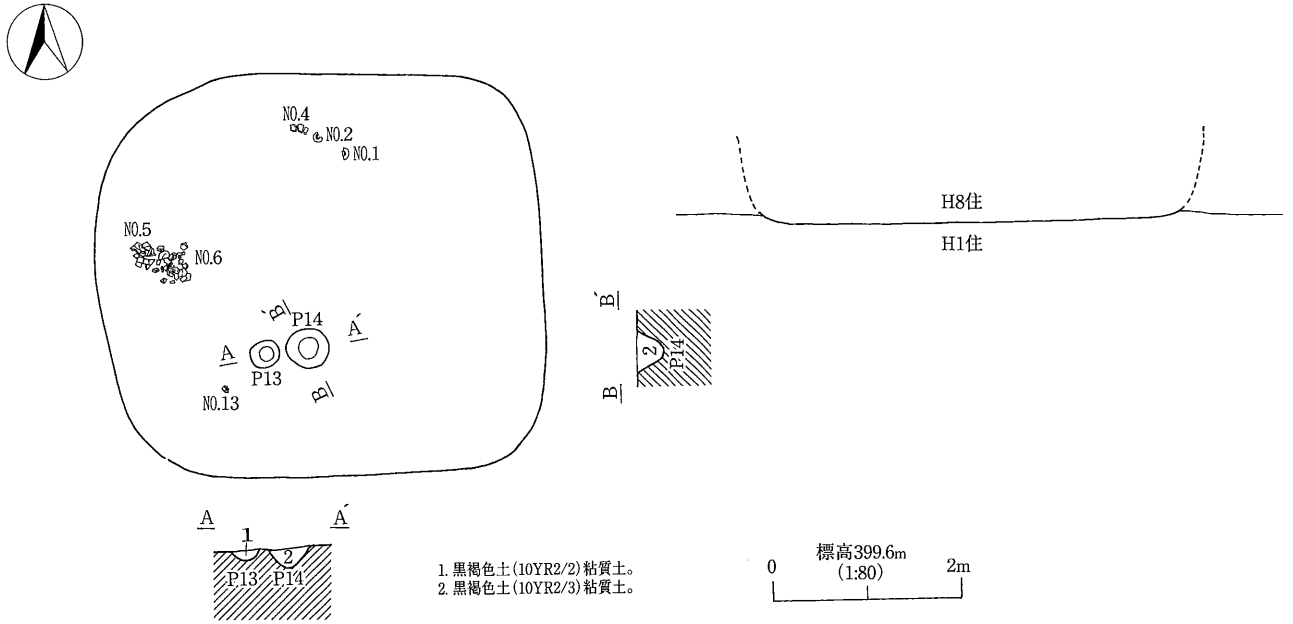 NO.4
NO.2
NO.1
H8住
H1住
NO.5
NO.6
B´
P14
A´
A
P13
B
NO.13
B´
2
P14
B
A
A´
1
2
P13
P14
1. 黒褐色土(10YR2/2)粘質土。
2. 黒褐色土(10YR2/3)粘質土。
標高399.6m
0
(1:80)
2m